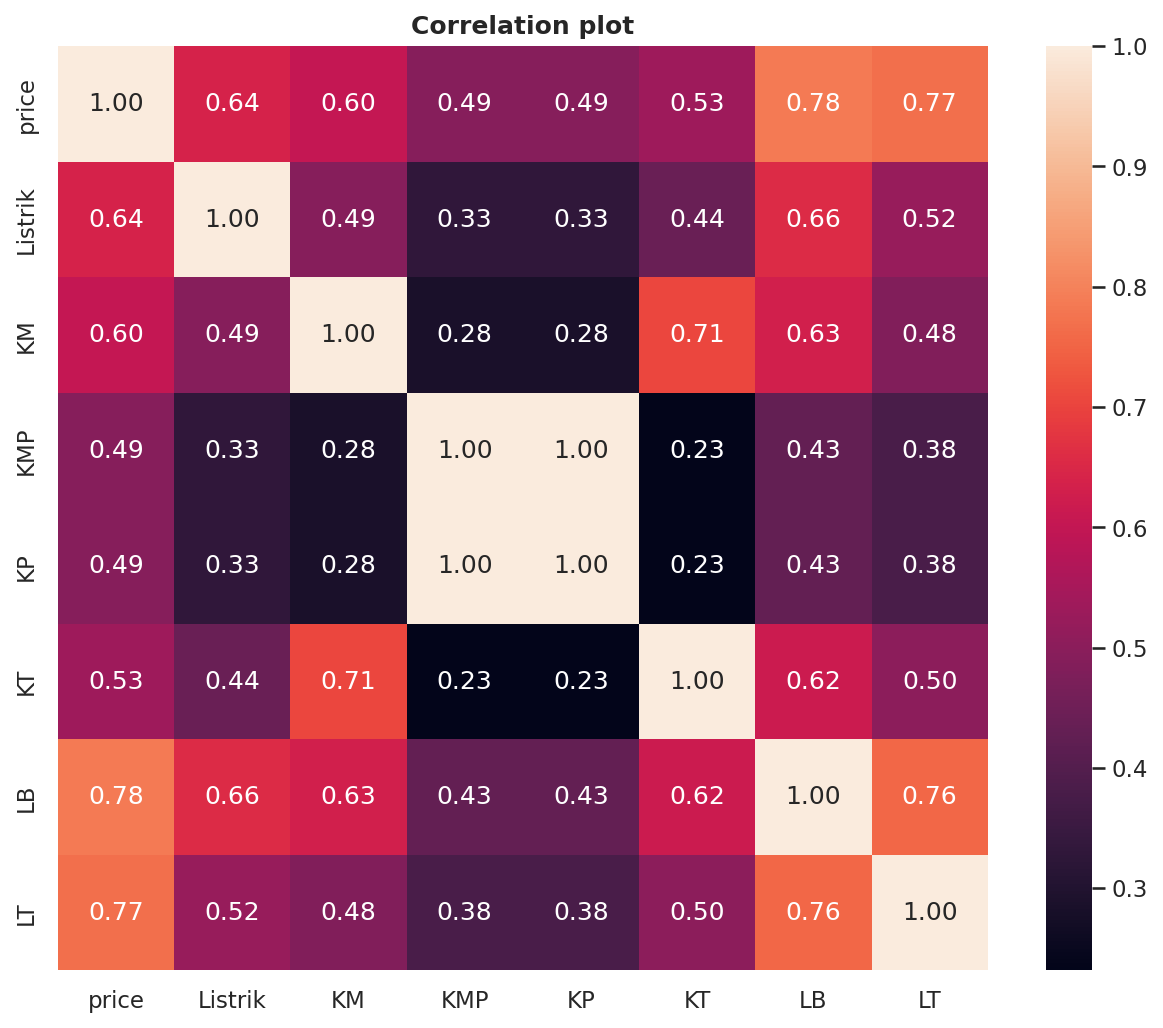 Correlation plot
price 1.00 0.64 0.60 0.49 0.49 0.53 0.78 0.77
Listrik 0.64 1.00 0.49 0.33 0.33 0.44 0.66 0.52
KM 0.60 0.49 1.00 0.28 0.28 0.71 0.63 0.48
KMP 0.49 0.33 0.28 1.00 1.00 0.23 0.43 0.38
KP 0.49 0.33 0.28 1.00 1.00 0.23 0.43 0.38
KT 0.53 0.44 0.71 0.23 0.23 1.00 0.62 0.50
LB 0.78 0.66 0.63 0.43 0.43 0.62 1.00 0.76
LT 0.77 0.52 0.48 0.38 0.38 0.50 0.76 1.00
price Listrik KM KMP KP KT LB LT
1.0
0.9
0.8
0.7
0.6
0.5
0.4
0.3